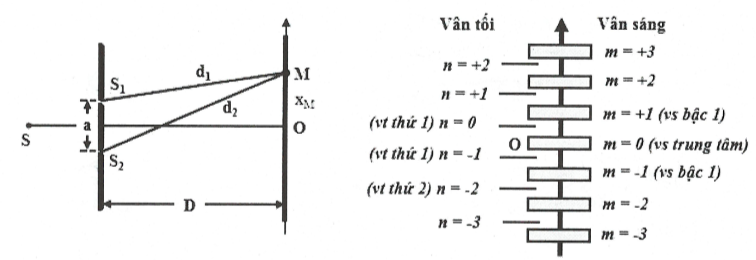 S₁
d₁
M
d₂
x_M
a
O
S
S₂
D
Vân tối
Vân sáng
m = +3
n = +2
m = +2
n = +1
m = +1 (vs bậc 1)
(vt thứ 1) n = 0
O
m = 0 (vs trung tâm)
(vt thứ 1) n = -1
m = -1 (vs bậc 1)
(vt thứ 2) n = -2
m = -2
n = -3
m = -3